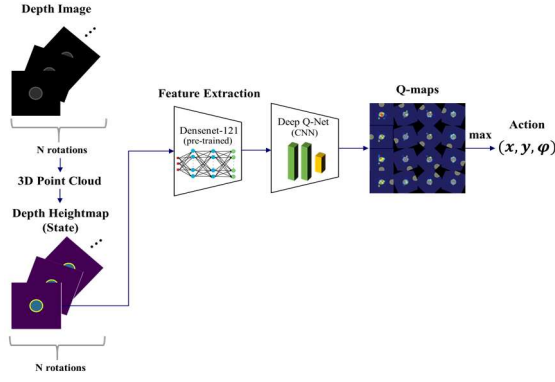 Depth Image
N rotations
3D Point Cloud
Depth Heightmap
(State)
N rotations
Feature Extraction
Densenet-121
(pre-trained)
Deep Q-Net
(CNN)
Q-maps
max
Action
(x, y, φ)